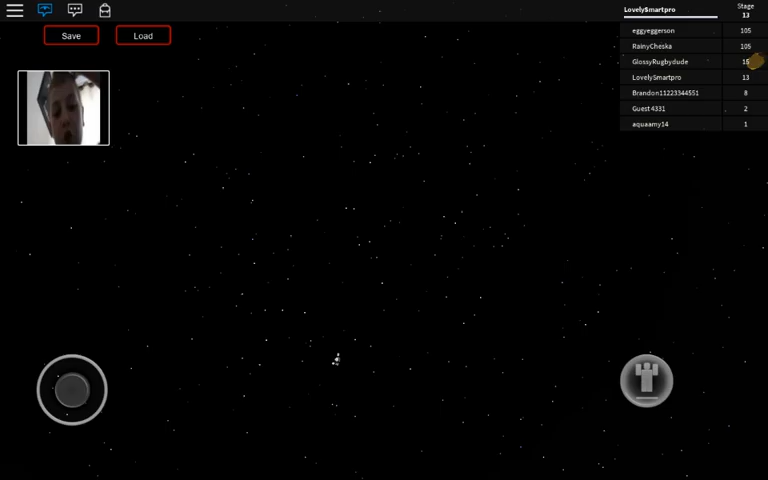 LovelySmartpro
Stage
13
Save
Load
eggyeggerson 105
RainyCheska 105
GlossyRugbydude 15
LovelySmartpro 13
Brandon11223344551 8
Guest 4331 2
aquaamy14 1